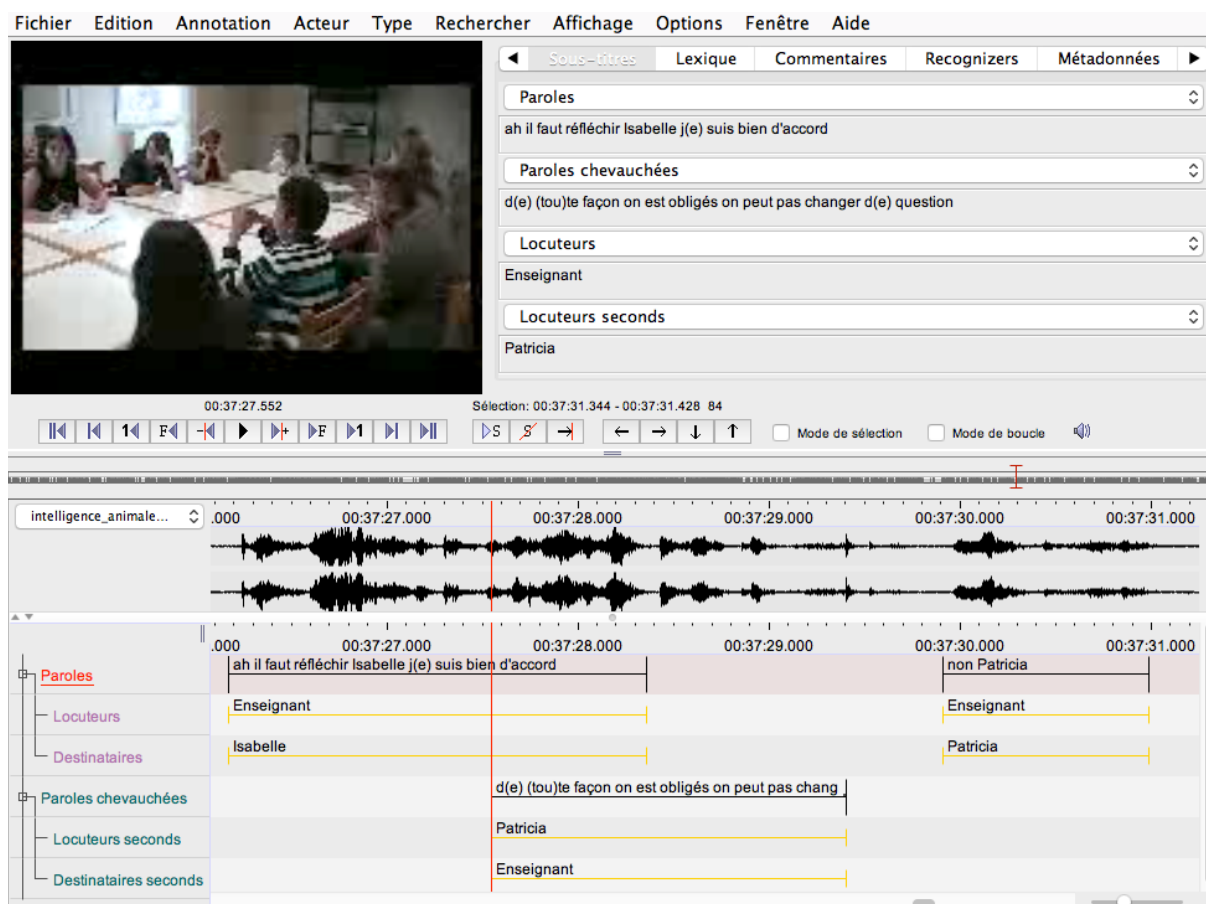 Fichier Edition Annotation Acteur Type Rechercher Affichage Options Fenêtre Aide
Sous-titres Lexique Commentaires Recognizers Métadonnées
Paroles
ah il faut réfléchir Isabelle j(e) suis bien d'accord
Paroles chevauchées
d(e) (tou)te façon on est obligés on peut pas changer d(e) question
Locuteurs
Enseignant
Locuteurs seconds
Patricia
00:37:27.552 Sélection: 00:37:31.344 - 00:37:31.428 84
1 F F 1 S S Mode de sélection Mode de boucle
intelligence_animale... .000 00:37:27.000 00:37:28.000 00:37:29.000 00:37:30.000 00:37:31.000
.000 00:37:27.000 00:37:28.000 00:37:29.000 00:37:30.000 00:37:31.000
Paroles ah il faut réfléchir Isabelle j(e) suis bien d'accord non Patricia
Locuteurs Enseignant Enseignant
Destinataires Isabelle Patricia
Paroles chevauchées d(e) (tou)te façon on est obligés on peut pas chang
Locuteurs seconds Patricia
Destinataires seconds Enseignant